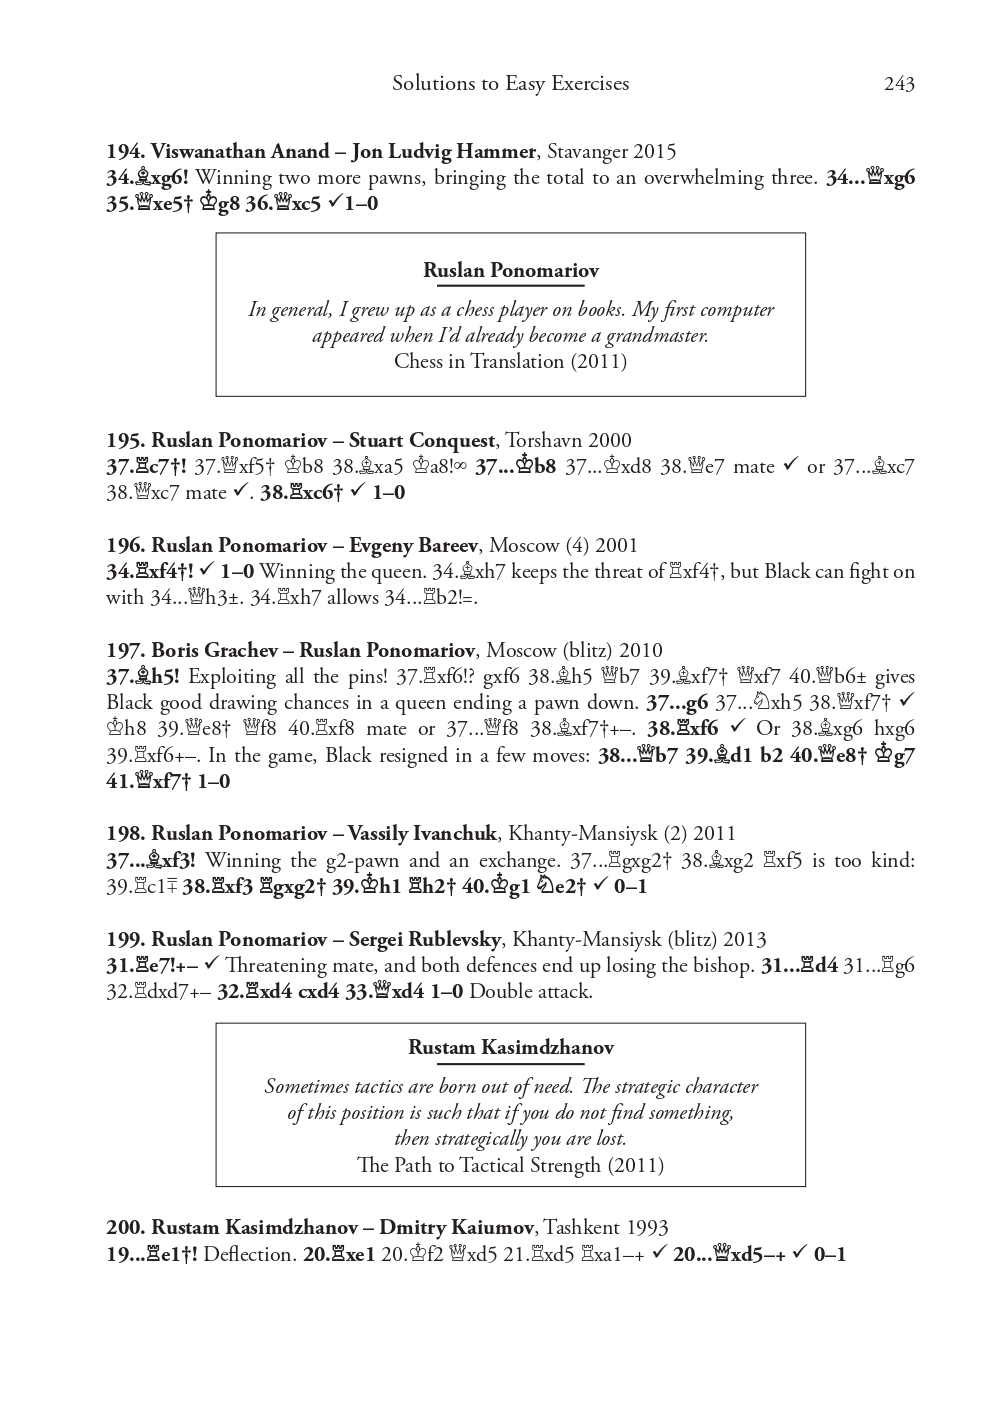 Solutions to Easy Exercises 243
194. Viswanathan Anand – Jon Ludvig Hammer, Stavanger 2015
34.♗xg6! Winning two more pawns, bringing the total to an overwhelming three. 34...♕xg6
35.♕xe5† ♔g8 36.♕xc5 ✓1–0
Ruslan Ponomariov
In general, I grew up as a chess player on books. My first computer
appeared when I’d already become a grandmaster.
Chess in Translation (2011)
195. Ruslan Ponomariov – Stuart Conquest, Torshavn 2000
37.♖c7†! 37.♕xf5† ♔b8 38.♗xa5 ♔a8!∞ 37...♔b8 37...♔xd8 38.♕e7 mate ✓ or 37...♗xc7
38.♕xc7 mate ✓. 38.♖xc6† ✓ 1–0
196. Ruslan Ponomariov – Evgeny Bareev, Moscow (4) 2001
34.♖xf4†! ✓ 1–0 Winning the queen. 34.♗xh7 keeps the threat of ♖xf4†, but Black can fight on
with 34...♕h3±. 34.♖xh7 allows 34...♖b2!=.
197. Boris Grachev – Ruslan Ponomariov, Moscow (blitz) 2010
37.♗h5! Exploiting all the pins! 37.♖xf6!? gxf6 38.♗h5 ♕b7 39.♗xf7† ♕xf7 40.♕b6± gives
Black good drawing chances in a queen ending a pawn down. 37...g6 37...♘xh5 38.♕xf7† ✓
♔h8 39.♕e8† ♕f8 40.♖xf8 mate or 37...♕f8 38.♗xf7†+–. 38.♖xf6 ✓ Or 38.♗xg6 hxg6
39.♖xf6+–. In the game, Black resigned in a few moves: 38...♕b7 39.♗d1 b2 40.♕e8† ♔g7
41.♕xf7† 1–0
198. Ruslan Ponomariov – Vassily Ivanchuk, Khanty-Mansiysk (2) 2011
37...♗xf3! Winning the g2-pawn and an exchange. 37...♖gxg2† 38.♗xg2 ♖xf5 is too kind:
39.♖c1∓ 38.♖xf3 ♖gxg2† 39.♔h1 ♖h2† 40.♔g1 ♘e2† ✓ 0–1
199. Ruslan Ponomariov – Sergei Rublevsky, Khanty-Mansiysk (blitz) 2013
31.♖e7!+– ✓ Threatening mate, and both defences end up losing the bishop. 31...♖d4 31...♖g6
32.♖dxd7+– 32.♖xd4 cxd4 33.♕xd4 1–0 Double attack.
Rustam Kasimdzhanov
Sometimes tactics are born out of need. The strategic character
of this position is such that if you do not find something,
then strategically you are lost.
The Path to Tactical Strength (2011)
200. Rustam Kasimdzhanov – Dmitry Kaiumov, Tashkent 1993
19...♖e1†! Deflection. 20.♖xe1 20.♔f2 ♕xd5 21.♖xd5 ♖xa1–+ ✓ 20...♕xd5–+ ✓ 0–1